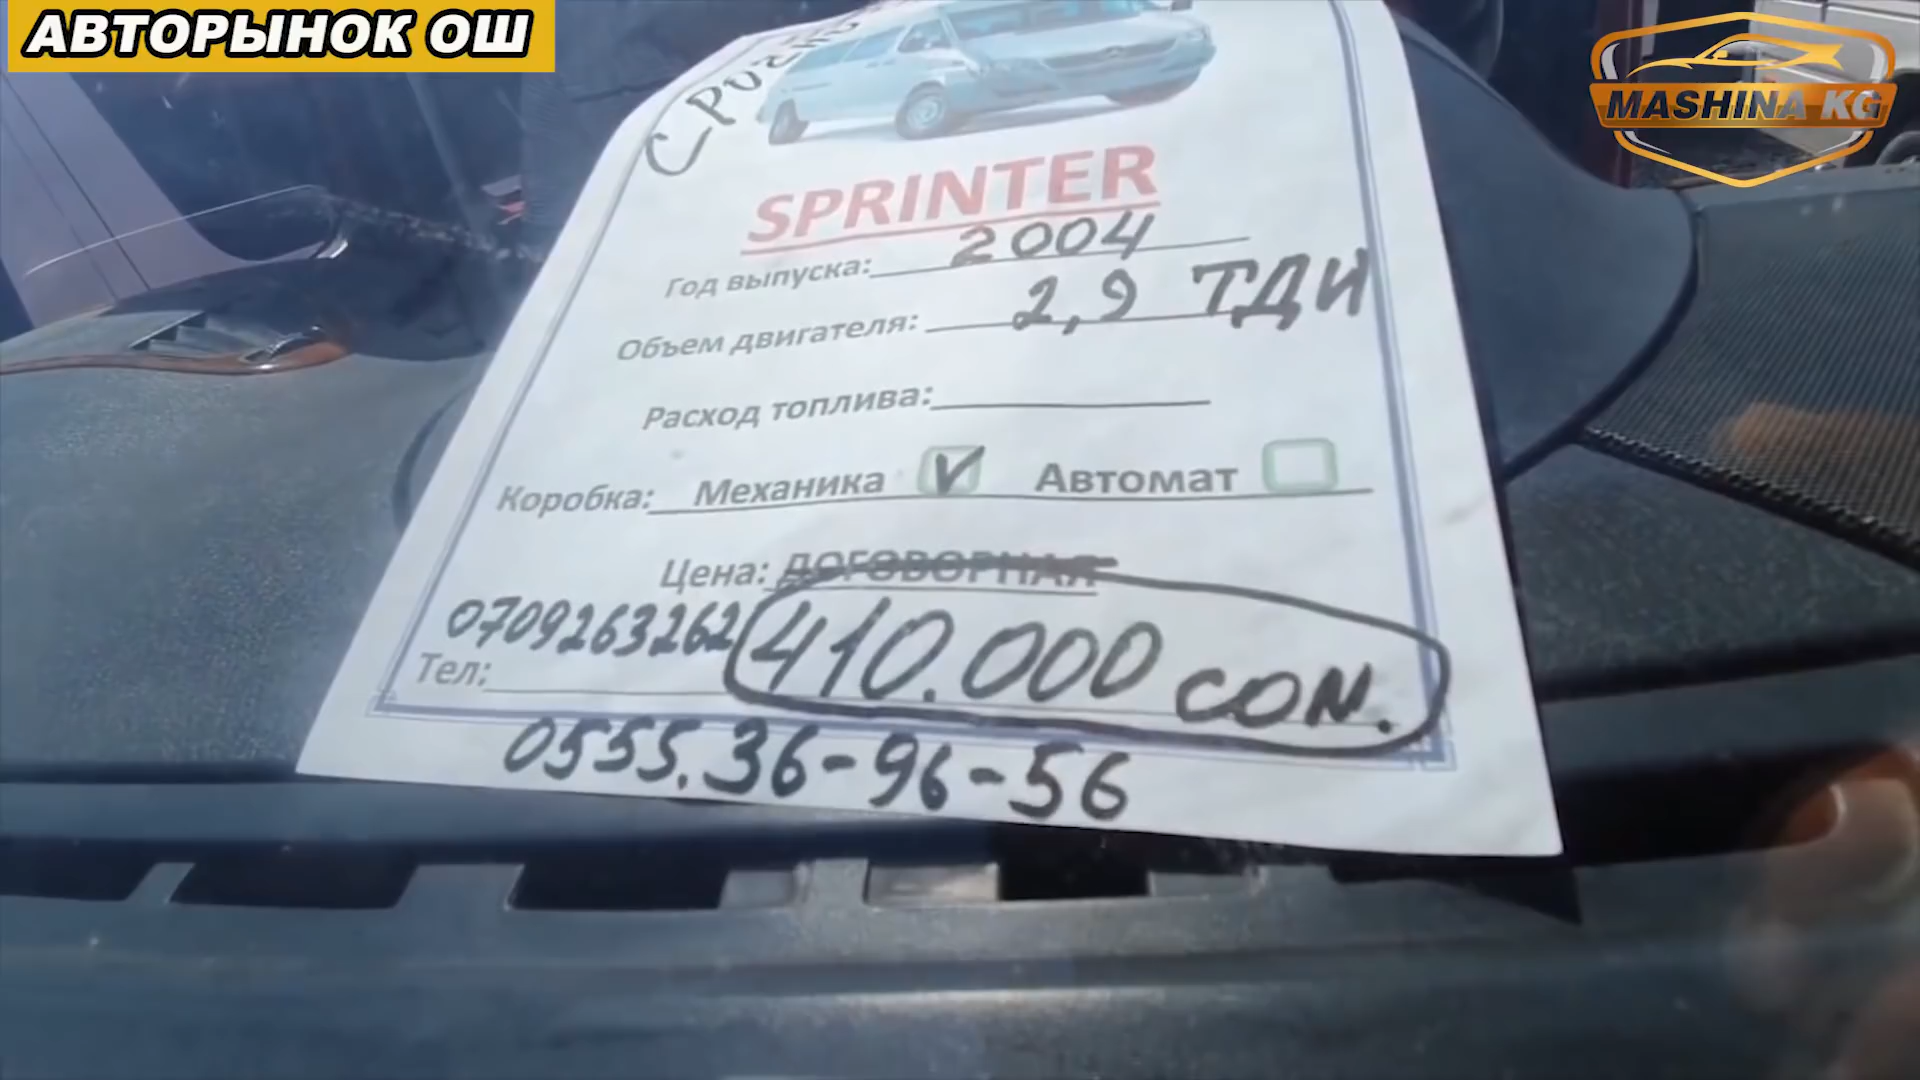 АВТОРЫНОК ОШ
MASHINA KG
SPRINTER
Год выпуска: 2004
Объем двигателя: 2,9 ТДИ
Расход топлива:
Коробка: Механика V Автомат
Цена: ДОГОВОРНАЯ
0709263262 410.000 сом.
Тел:
0555.36-96-56